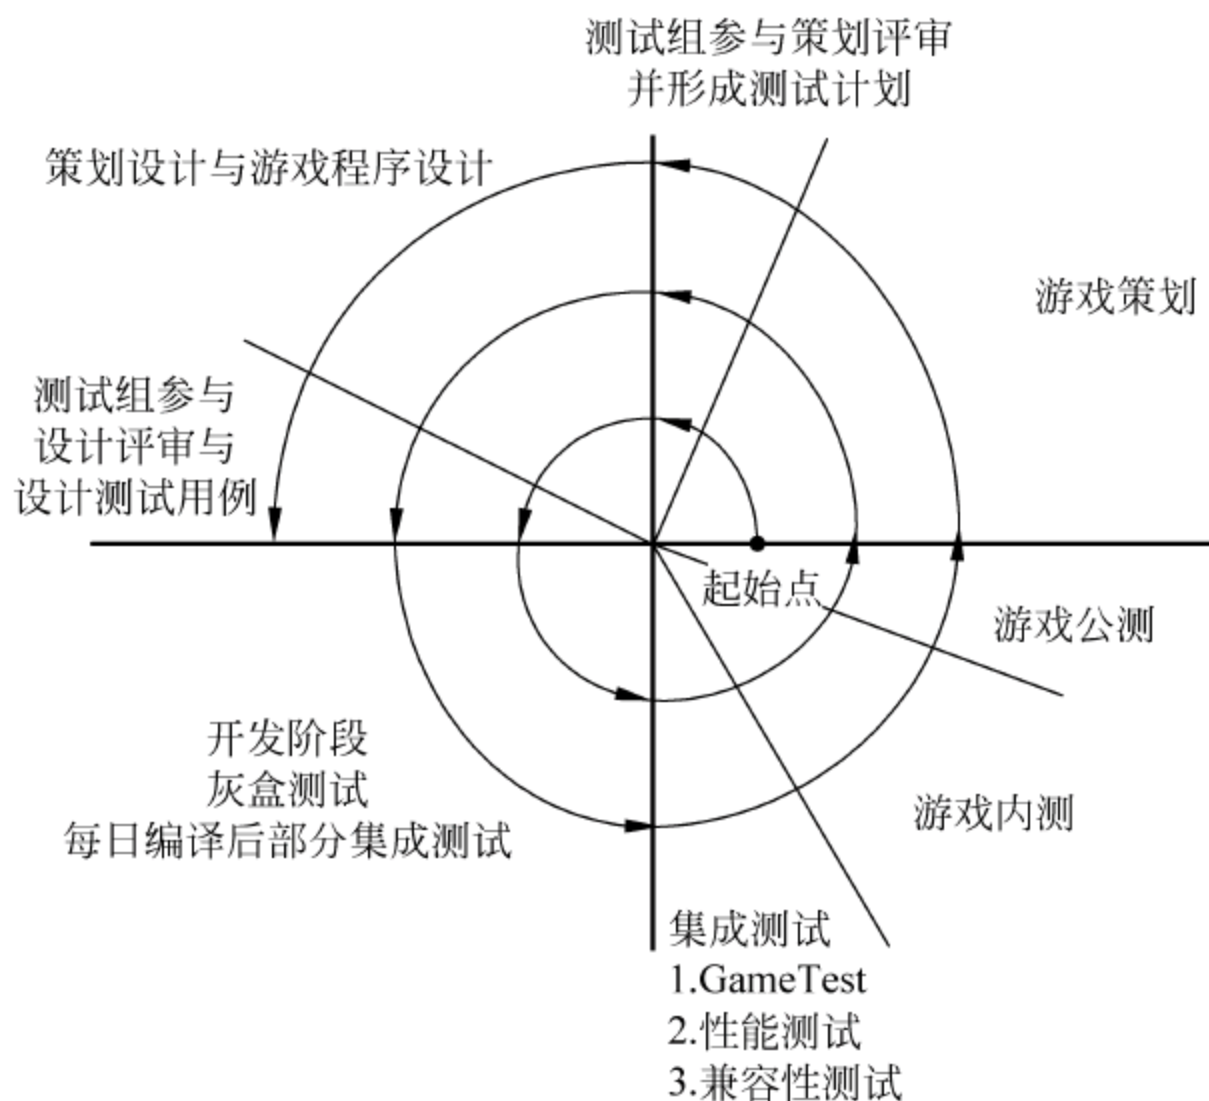 测试组参与策划评审
并形成测试计划
策划设计与游戏程序设计
游戏策划
测试组参与
设计评审与
设计测试用例
起始点
游戏公测
开发阶段
灰盒测试
每日编译后部分集成测试
游戏内测
集成测试
1.GameTest
2.性能测试
3.兼容性测试